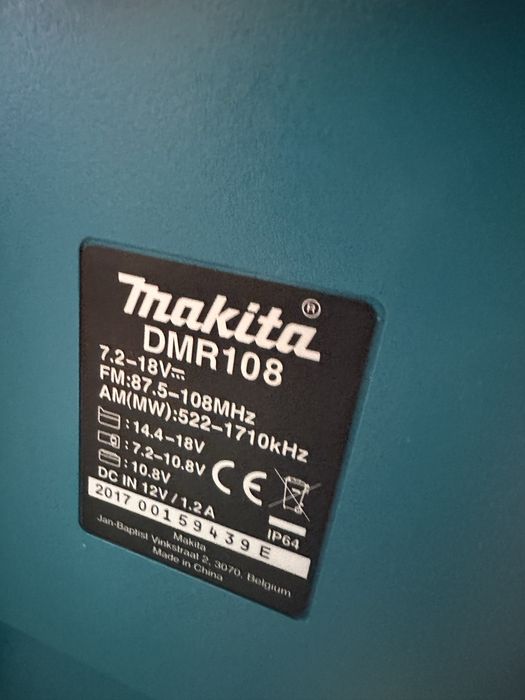 makita®
DMR108
7.2–18V⎓
FM:87.5–108MHz
AM(MW):522–1710kHz
:14.4–18V
:7.2–10.8V
:10.8V
CE
DC IN 12V/1.2A
IP64
2017 00159439 E
Makita
Jan-Baptist Vinkstraat 2, 3070, Belgium
Made in China